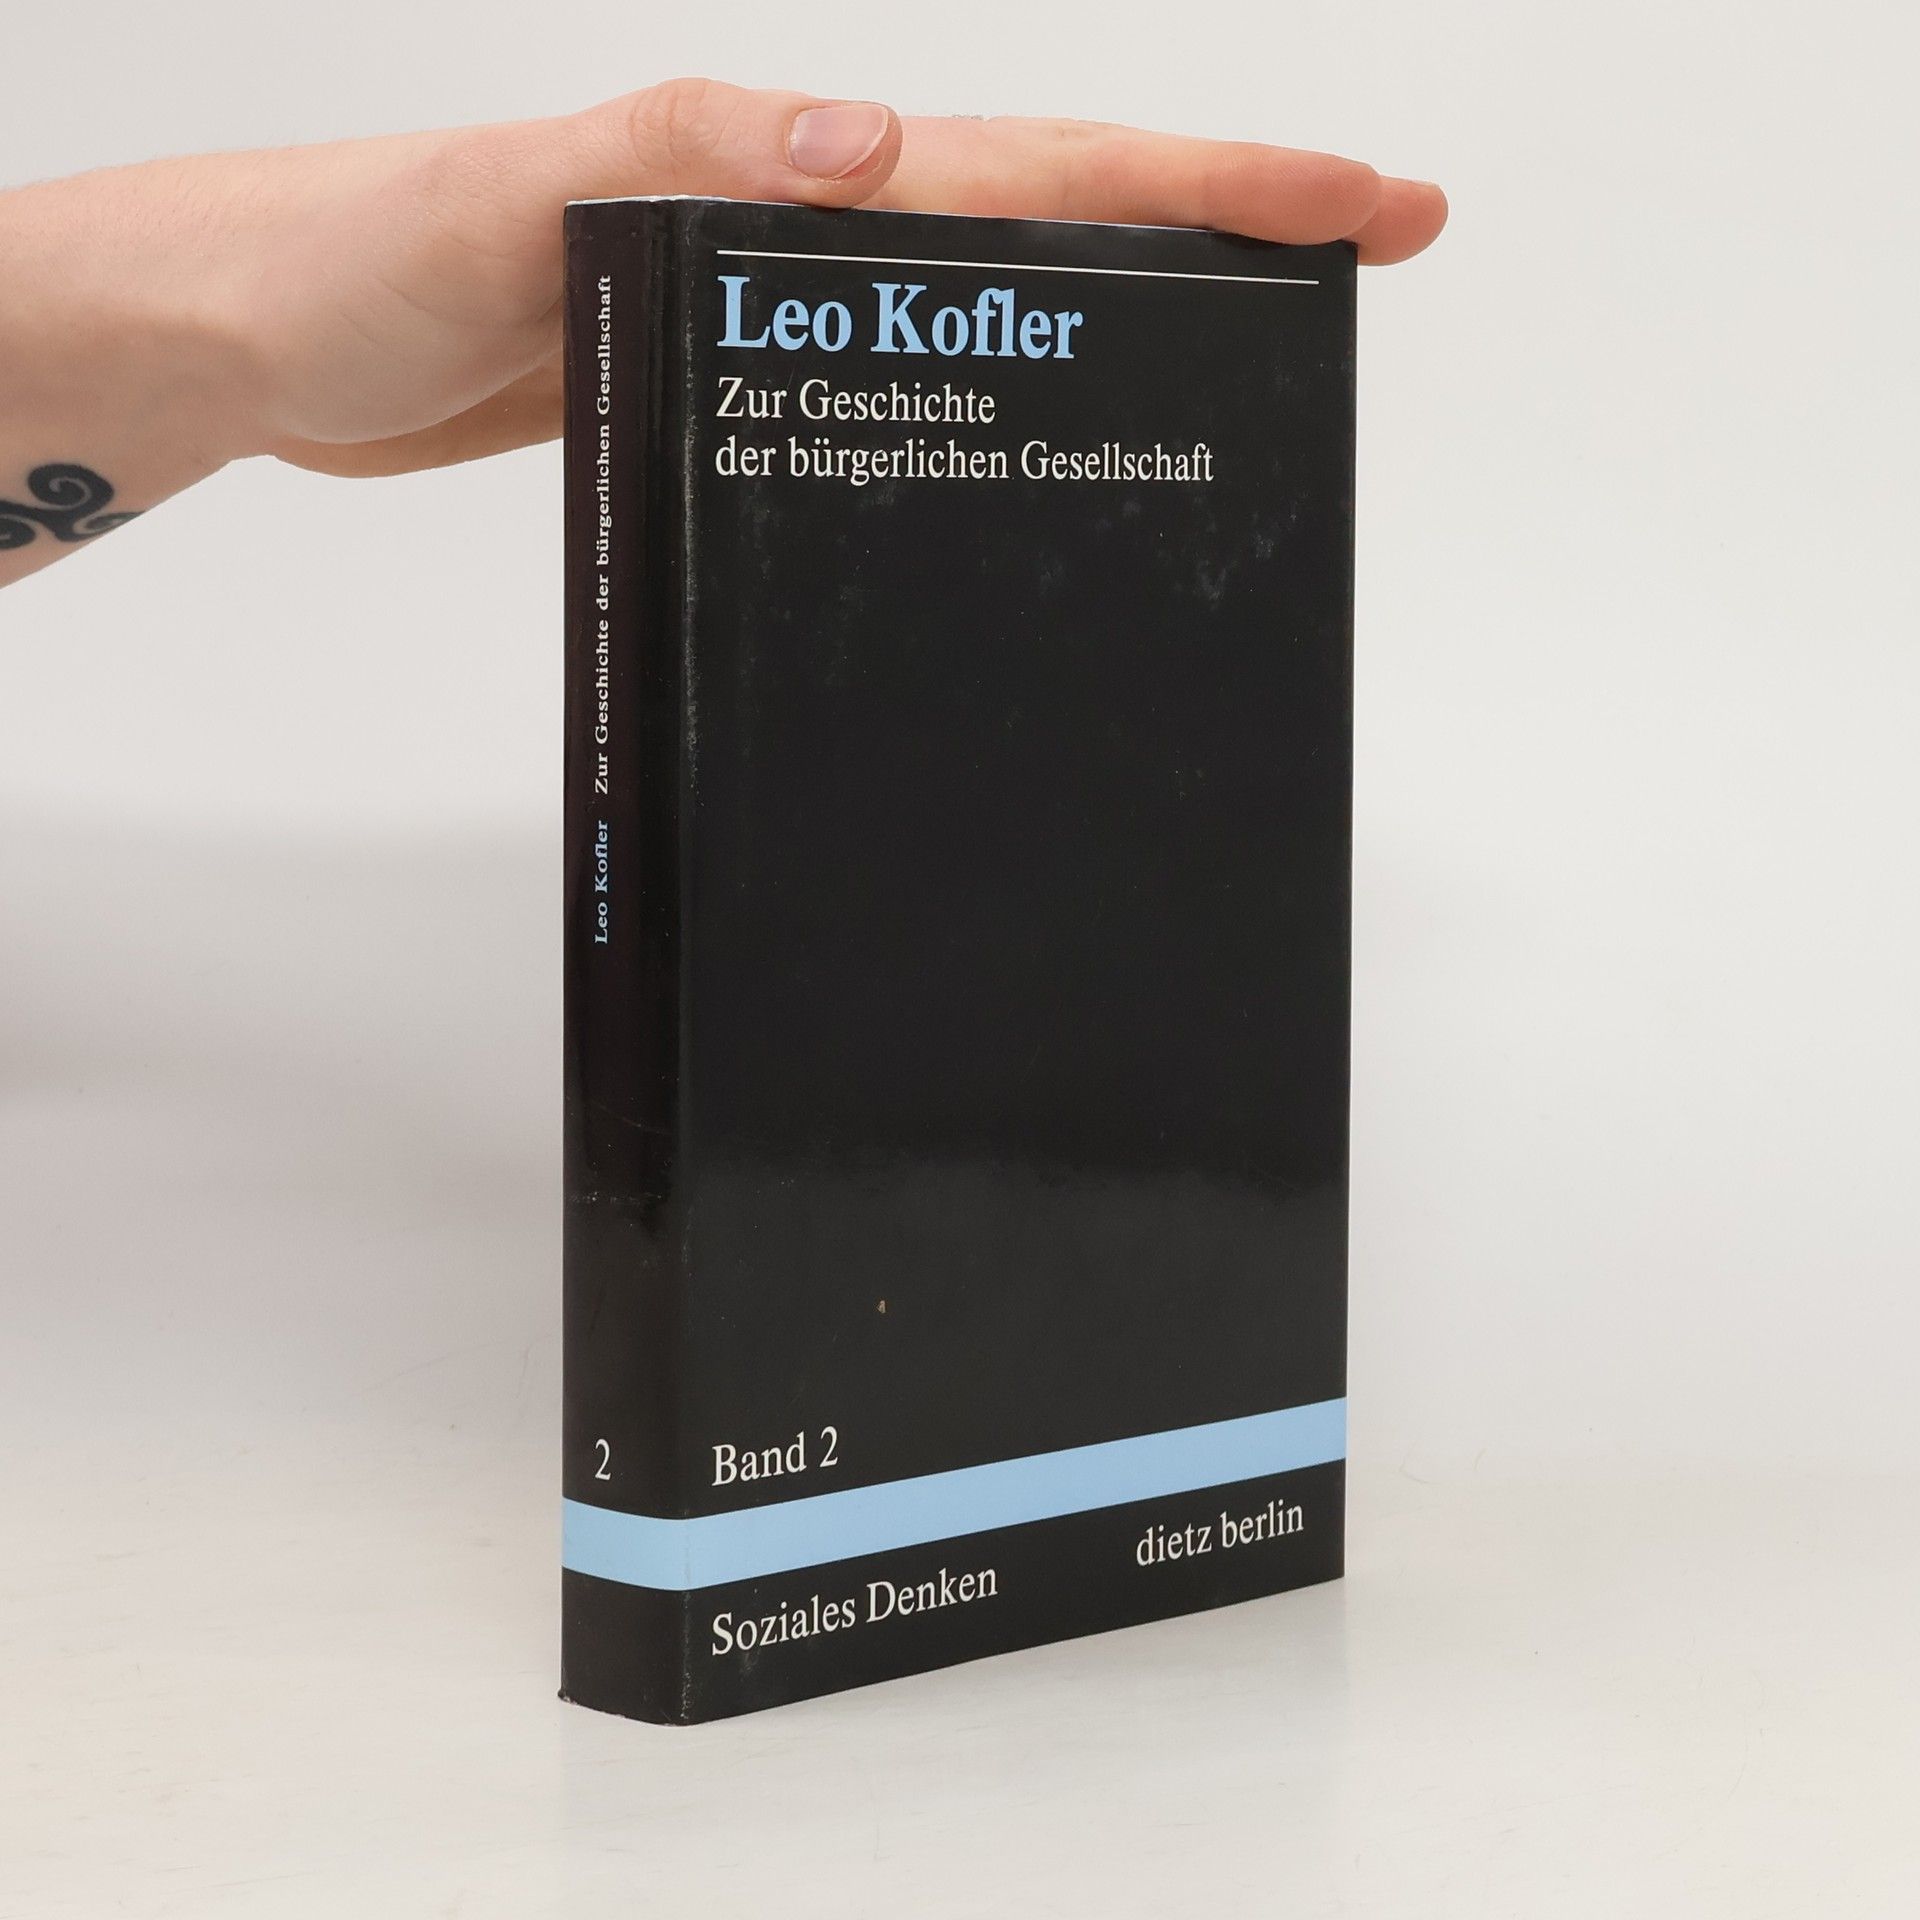 Leo Kofler
Zur Geschichte
der bürgerlichen Gesellschaft
Band 2
dietz berlin
Soziales Denken
Leo Kofler Zur Geschichte der bürgerlichen Gesellschaft
2